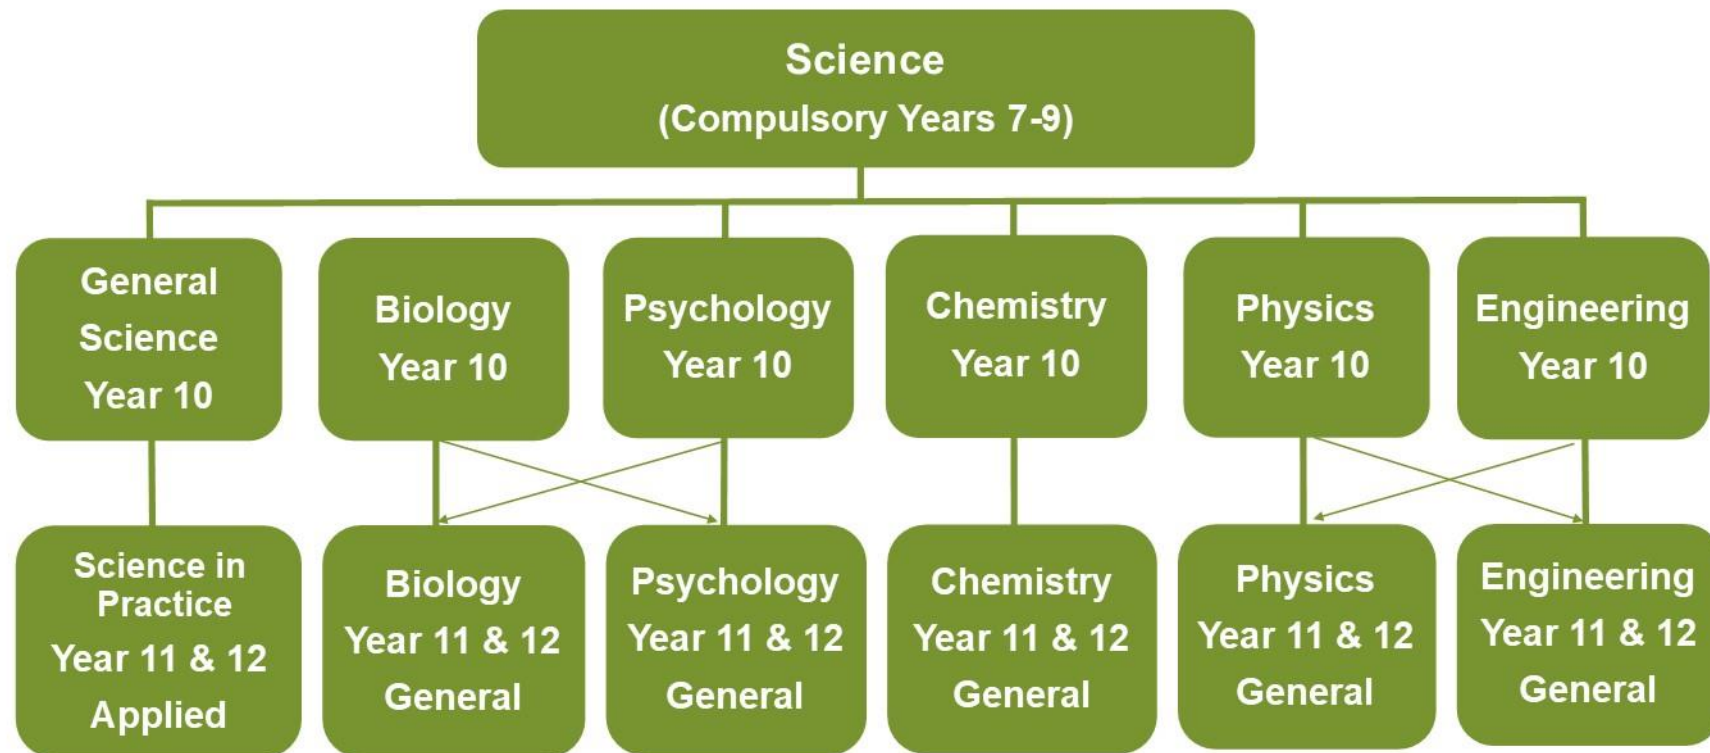 Science
(Compulsory Years 7-9)
General
Science
Year 10
Biology
Year 10
Psychology
Year 10
Chemistry
Year 10
Physics
Year 10
Engineering
Year 10
Science in
Practice
Year 11 & 12
Applied
Biology
Year 11 & 12
General
Psychology
Year 11 & 12
General
Chemistry
Year 11 & 12
General
Physics
Year 11 & 12
General
Engineering
Year 11 & 12
General